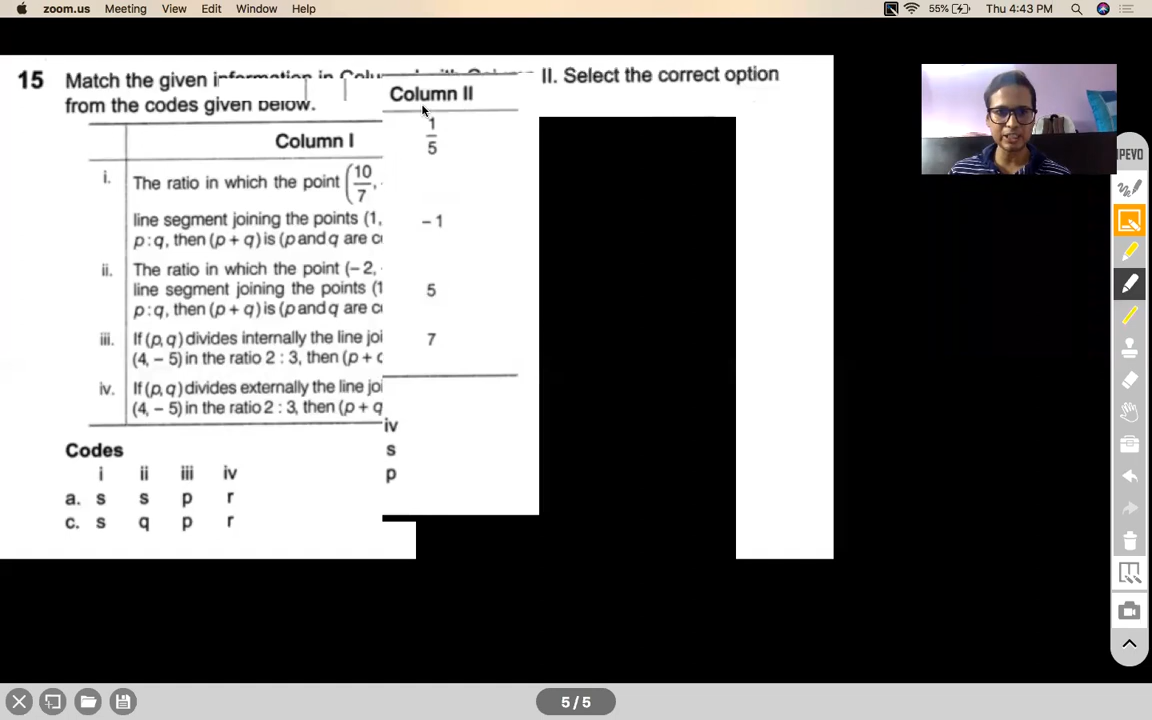 zoom.us Meeting View Edit Window Help 55% Thu 4:43 PM
15 Match the given information in II. Select the correct option
from the codes given below.
Column I
Column II
i. The ratio in which the point (10/7,
line segment joining the points (1,
p:q, then (p + q) is (p and q are
1/5
– 1
ii. The ratio in which the point (– 2,
line segment joining the points (1
p:q, then (p + q) is (p and q are
5
iii. If (p, q) divides internally the line joi
(4, – 5) in the ratio 2 : 3, then (p +
7
iv. If (p, q) divides externally the line joi
(4, – 5) in the ratio 2 : 3, then (p + q
Codes
i ii iii iv
a. s s p r
c. s q p r
iv
s
p
IPEVO
5 / 5